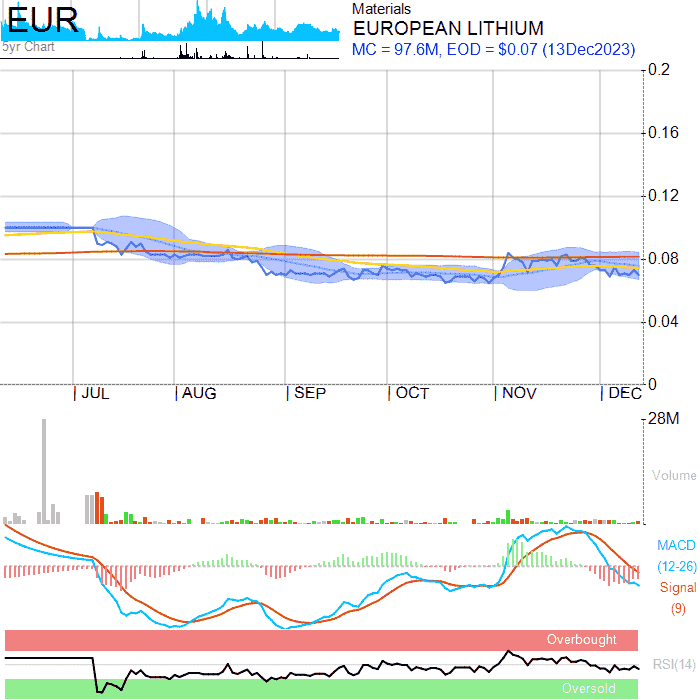 EUR
5yr Chart
Materials
EUROPEAN LITHIUM
MC = 97.6M, EOD = $0.07 (13Dec2023)
0.2
0.16
0.12
0.08
0.04
0
JUL
AUG
SEP
OCT
NOV
DEC
28M
Volume
MACD
(12-26)
Signal
(9)
Overbought
RSI(14)
Oversold